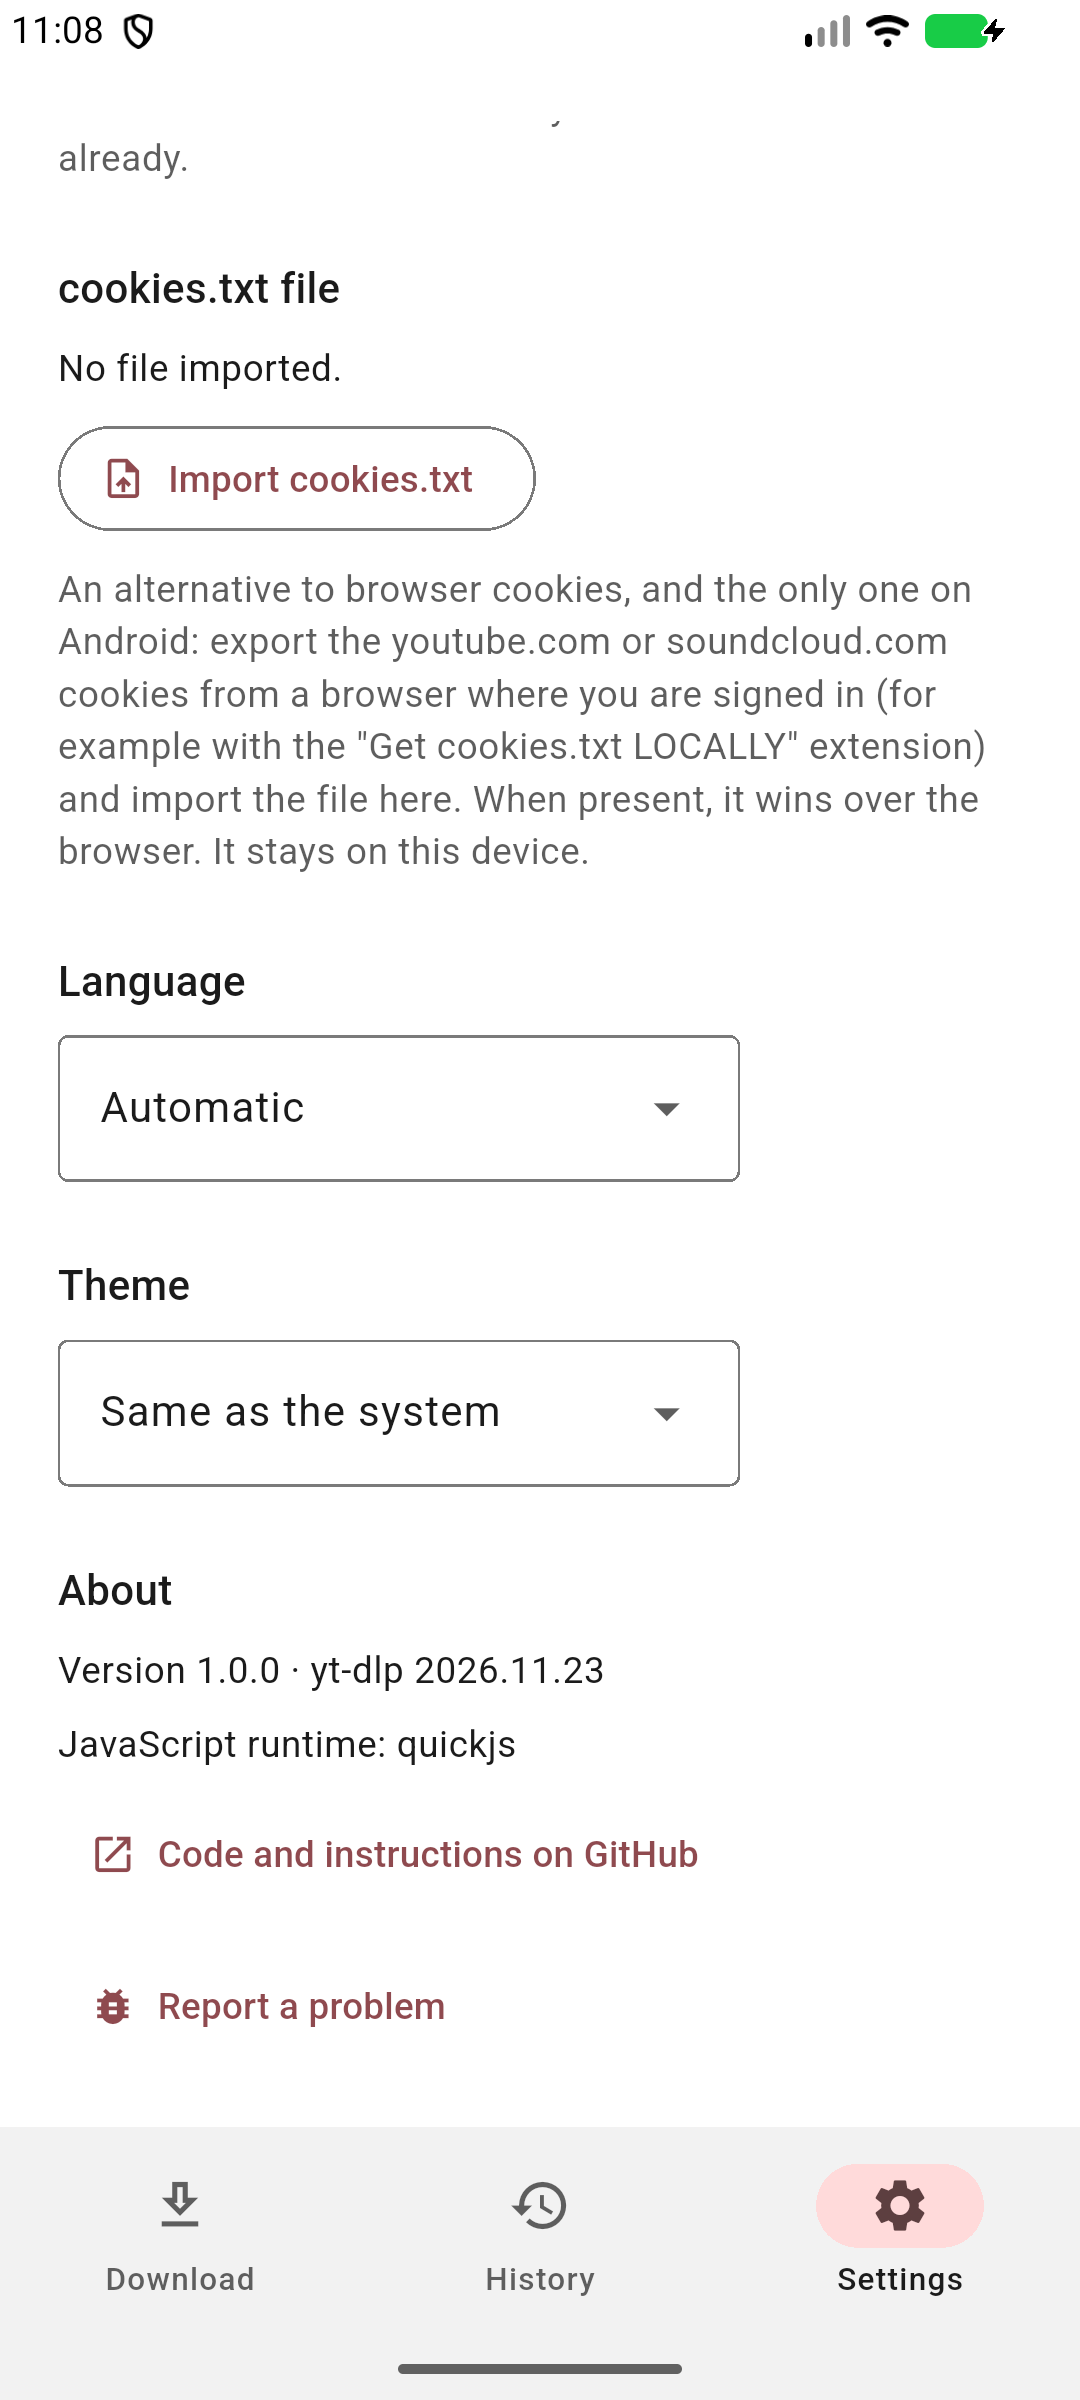 11:08
already.
cookies.txt file
No file imported.
Import cookies.txt
An alternative to browser cookies, and the only one on
Android: export the youtube.com or soundcloud.com
cookies from a browser where you are signed in (for
example with the "Get cookies.txt LOCALLY" extension)
and import the file here. When present, it wins over the
browser. It stays on this device.
Language
Automatic
Theme
Same as the system
About
Version 1.0.0 · yt-dlp 2026.11.23
JavaScript runtime: quickjs
Code and instructions on GitHub
Report a problem
Download
History
Settings